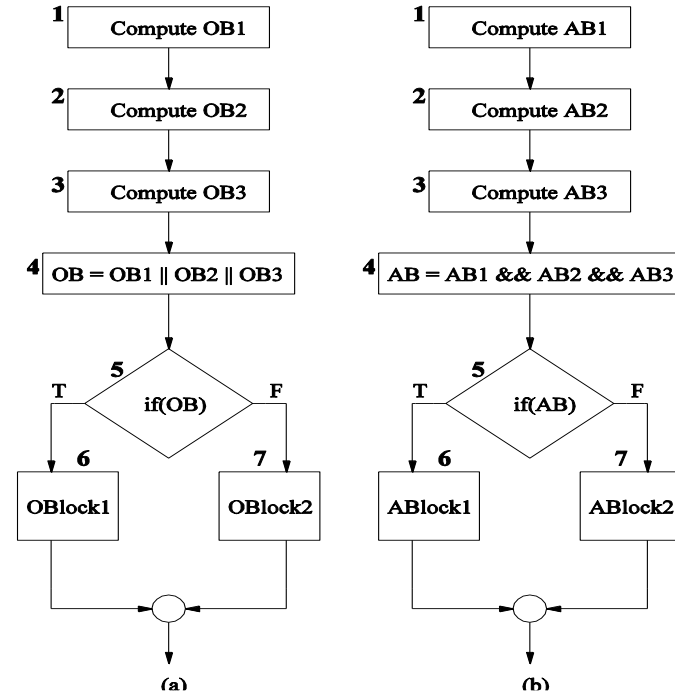 1
Compute OB1
2
Compute OB2
3
Compute OB3
4
OB = OB1 || OB2 || OB3
5
if(OB)
T
F
6
OBlock1
7
OBlock2
(a)
1
Compute AB1
2
Compute AB2
3
Compute AB3
4
AB = AB1 && AB2 && AB3
5
if(AB)
T
F
6
ABlock1
7
ABlock2
(b)